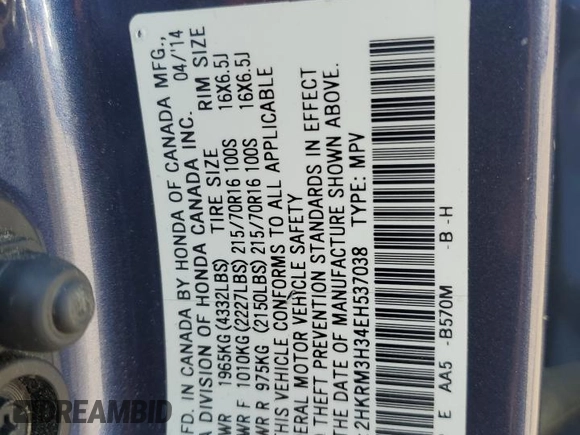 FD. IN CANADA BY HONDA OF CANADA MFG.,
A DIVISION OF HONDA CANADA INC. 04/'14
TIRE SIZE RIM SIZE
WR 1965KG(4332LBS)
WR F 1010KG(2227LBS) 215/70R16 100S 16X6.5J
WR R 975KG (2150LBS) 215/70R16 100S 16X6.5J
THIS VEHICLE CONFORMS TO ALL APPLICABLE
ERAL MOTOR VEHICLE SAFETY
THEFT PREVENTION STANDARDS IN EFFECT
THE DATE OF MANUFACTURE SHOWN ABOVE.
2HKRM3H34EH537038 TYPE: MPV
E AA5 -B570M -B -H
DREAMBID